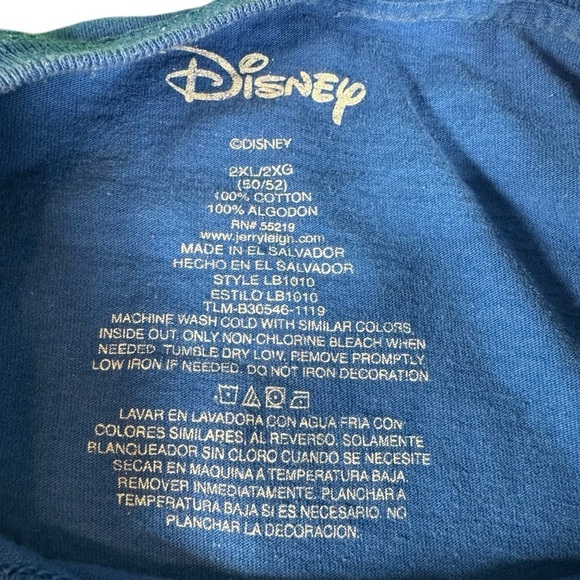 Disney
©DISNEY
2XL/2XG
(50/52)
100% COTTON
100% ALGODON
RN# 55219
www.jerryleigh.com
MADE IN EL SALVADOR
HECHO EN EL SALVADOR
STYLE LB1010
ESTILO LB1010
TLM-B30546-1119
MACHINE WASH COLD WITH SIMILAR COLORS,
INSIDE OUT, ONLY NON-CHLORINE BLEACH WHEN
NEEDED. TUMBLE DRY LOW, REMOVE PROMPTLY.
LOW IRON IF NEEDED. DO NOT IRON DECORATION.
LAVAR EN LAVADORA CON AGUA FRIA CON
COLORES SIMILARES, AL REVERSO, SOLAMENTE
BLANQUEADOR SIN CLORO CUANDO SE NECESITE
SECAR EN MAQUINA A TEMPERATURA BAJA.
REMOVER INMEDIATAMENTE. PLANCHAR A
TEMPERATURA BAJA SI ES NECESARIO. NO
PLANCHAR LA DECORACION.